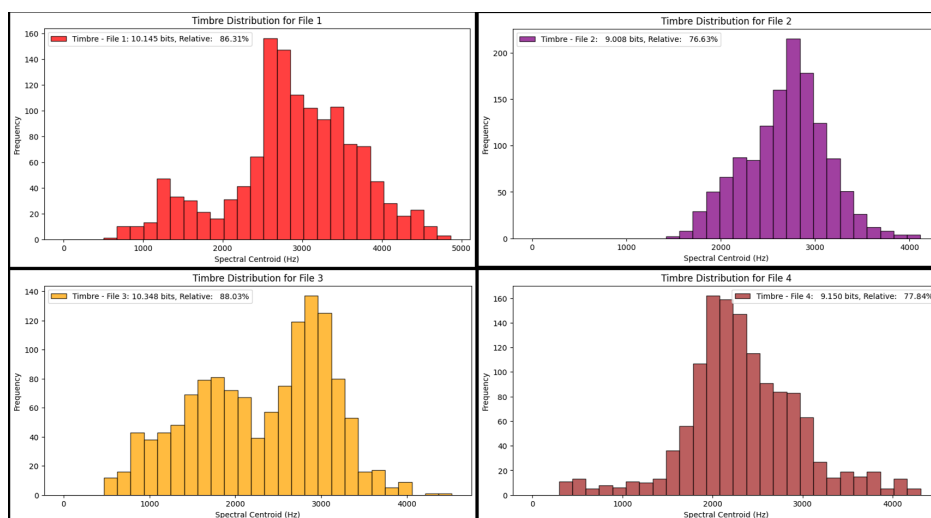 Timbre Distribution for File 1
Timbre - File 1: 10.145 bits, Relative: 86.31%
160
140
120
100
80
60
40
20
0
Frequency
0 1000 2000 3000 4000 5000
Spectral Centroid (Hz)
Timbre Distribution for File 2
Timbre - File 2: 9.008 bits, Relative: 76.63%
200
150
100
50
0
Frequency
0 1000 2000 3000 4000
Spectral Centroid (Hz)
Timbre Distribution for File 3
Timbre - File 3: 10.348 bits, Relative: 88.03%
140
120
100
80
60
40
20
0
Frequency
0 1000 2000 3000 4000
Spectral Centroid (Hz)
Timbre Distribution for File 4
Timbre - File 4: 9.150 bits, Relative: 77.84%
160
140
120
100
80
60
40
20
0
Frequency
0 1000 2000 3000 4000
Spectral Centroid (Hz)